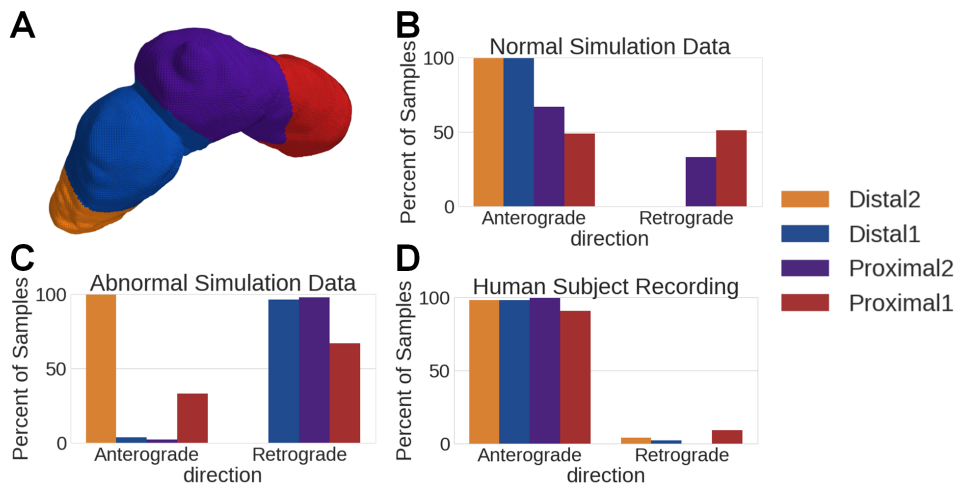 A
B
Normal Simulation Data
Percent of Samples
100
50
0
Anterograde
Retrograde
direction
Distal2
Distal1
Proximal2
Proximal1
C
Abnormal Simulation Data
Percent of Samples
100
50
0
Anterograde
Retrograde
direction
D
Human Subject Recording
Percent of Samples
100
50
0
Anterograde
Retrograde
direction